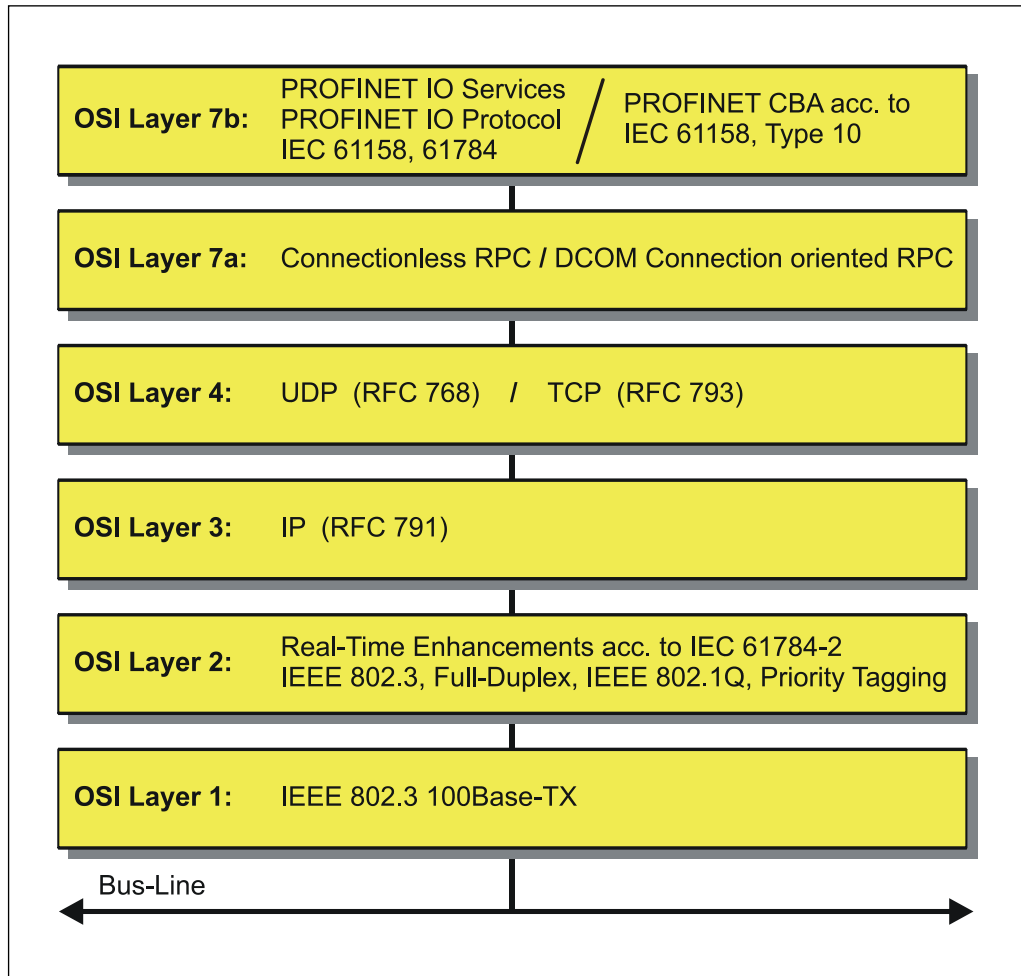 OSI Layer 7b:
PROFINET IO Services
PROFINET IO Protocol
IEC 61158, 61784
/
PROFINET CBA acc. to
IEC 61158, Type 10
OSI Layer 7a: Connectionless RPC / DCOM Connection oriented RPC
OSI Layer 4: UDP (RFC 768) / TCP (RFC 793)
OSI Layer 3: IP (RFC 791)
OSI Layer 2:
Real-Time Enhancements acc. to IEC 61784-2
IEEE 802.3, Full-Duplex, IEEE 802.1Q, Priority Tagging
OSI Layer 1: IEEE 802.3 100Base-TX
Bus-Line